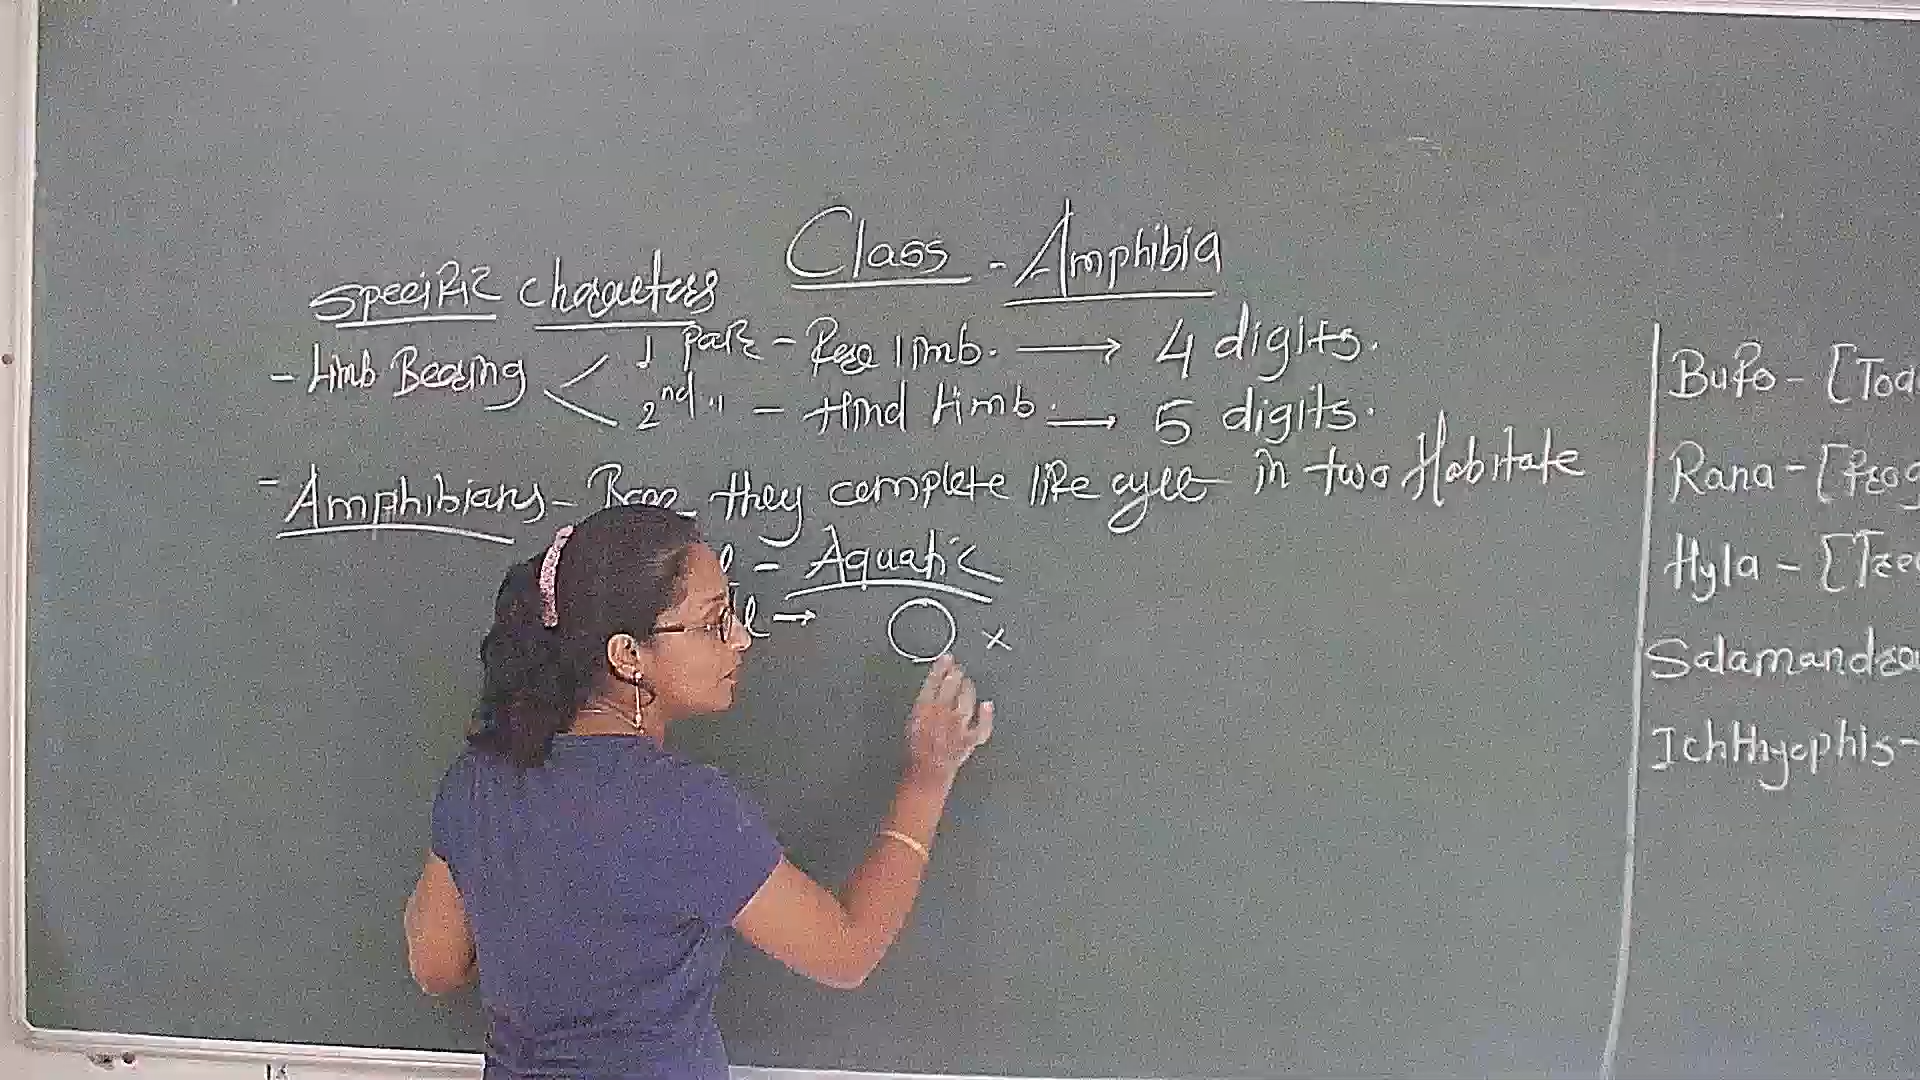 Class - Amphibia
Specific characters
- Limb Bearing
1 pair - Fore limb. → 4 digits.
2nd " - Hind limb. → 5 digits.
- Amphibians - they complete life cycle in two Habitate
- Aquatic
→ ○ ×
Bufo - [Toa
Rana - [frog
Hyla - [Tree
Salamandra
Ichthyophis -